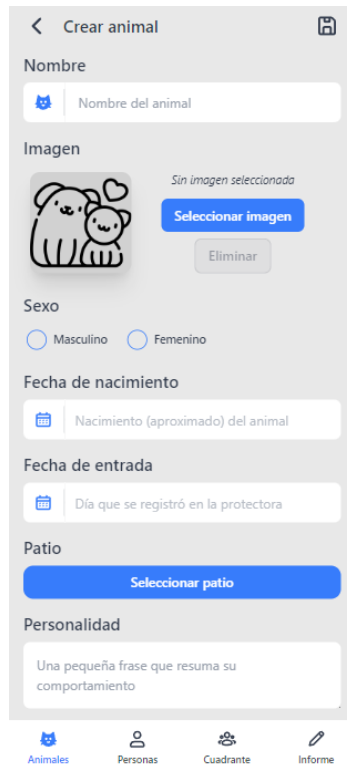 Crear animal
Nombre
Nombre del animal
Imagen
Sin imagen seleccionada
Seleccionar imagen
Eliminar
Sexo
Masculino Femenino
Fecha de nacimiento
Nacimiento (aproximado) del animal
Fecha de entrada
Día que se registró en la protectora
Patio
Seleccionar patio
Personalidad
Una pequeña frase que resuma su
comportamiento
Animales Personas Cuadrante Informe